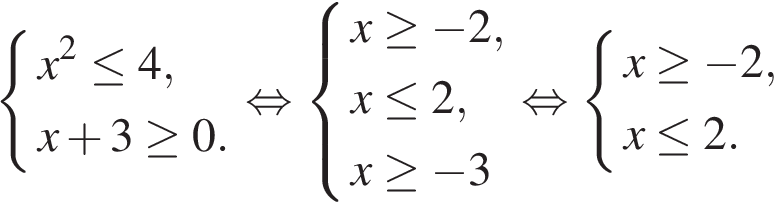 { x² ≤ 4, x + 3 ≥ 0. ⇔ { x ≥ −2, x ≤ 2, x ≥ −3 ⇔ { x ≥ −2, x ≤ 2.